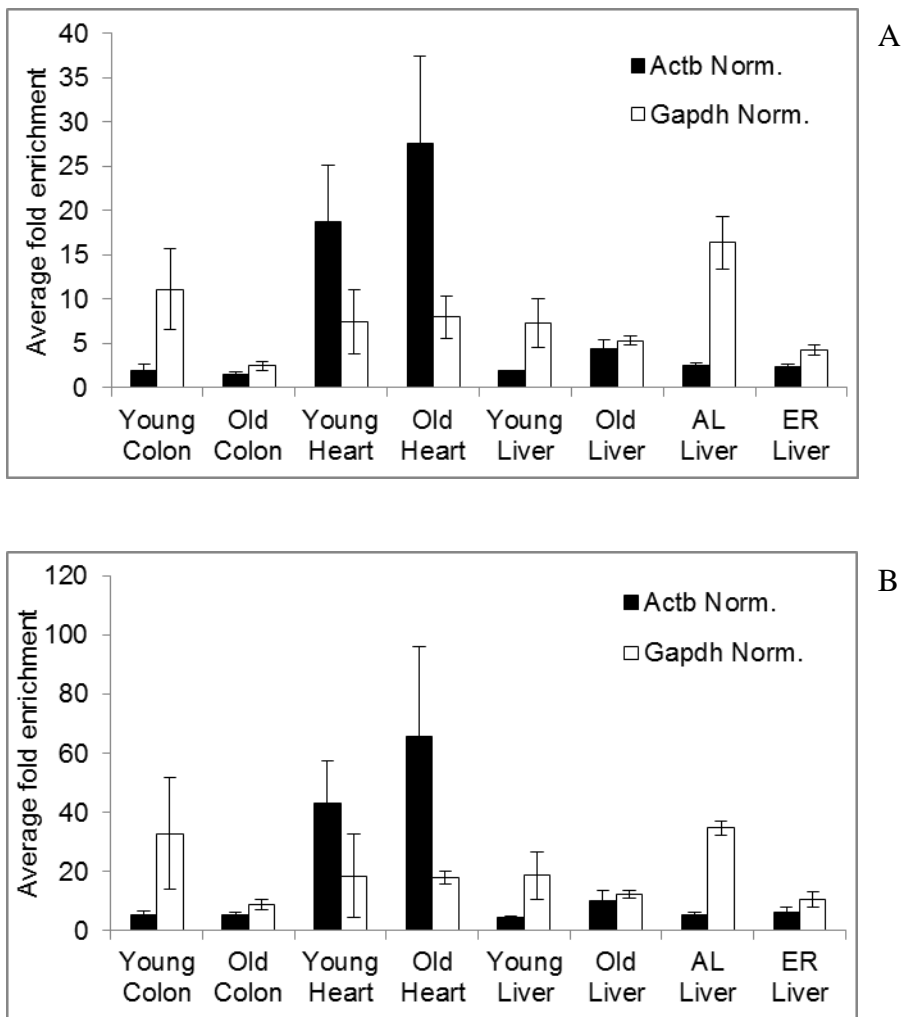 A
Average fold enrichment
40
35
30
25
20
15
10
5
0
Actb Norm.
Gapdh Norm.
Young Old Young Old Young Old AL ER
Colon Colon Heart Heart Liver Liver Liver Liver
B
Average fold enrichment
120
100
80
60
40
20
0
Actb Norm.
Gapdh Norm.
Young Old Young Old Young Old AL ER
Colon Colon Heart Heart Liver Liver Liver Liver